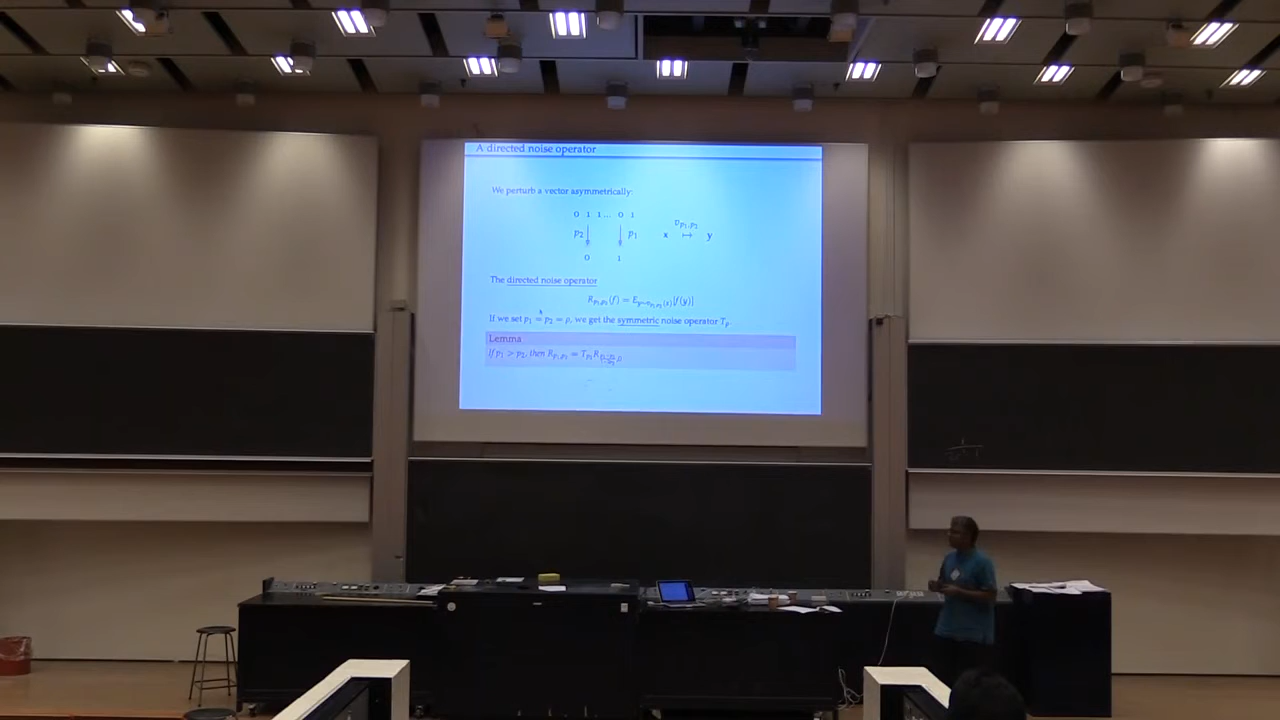 A directed noise operator
We perturb a vector asymmetrically:
0 1 1 ... 0 1
p₂ p₁ x ↦ y
0 1
The directed noise operator
If we set p₁ = p₂ = ρ, we get the symmetric noise operator Tₚ.
Lemma
If p₁ > p₂, then